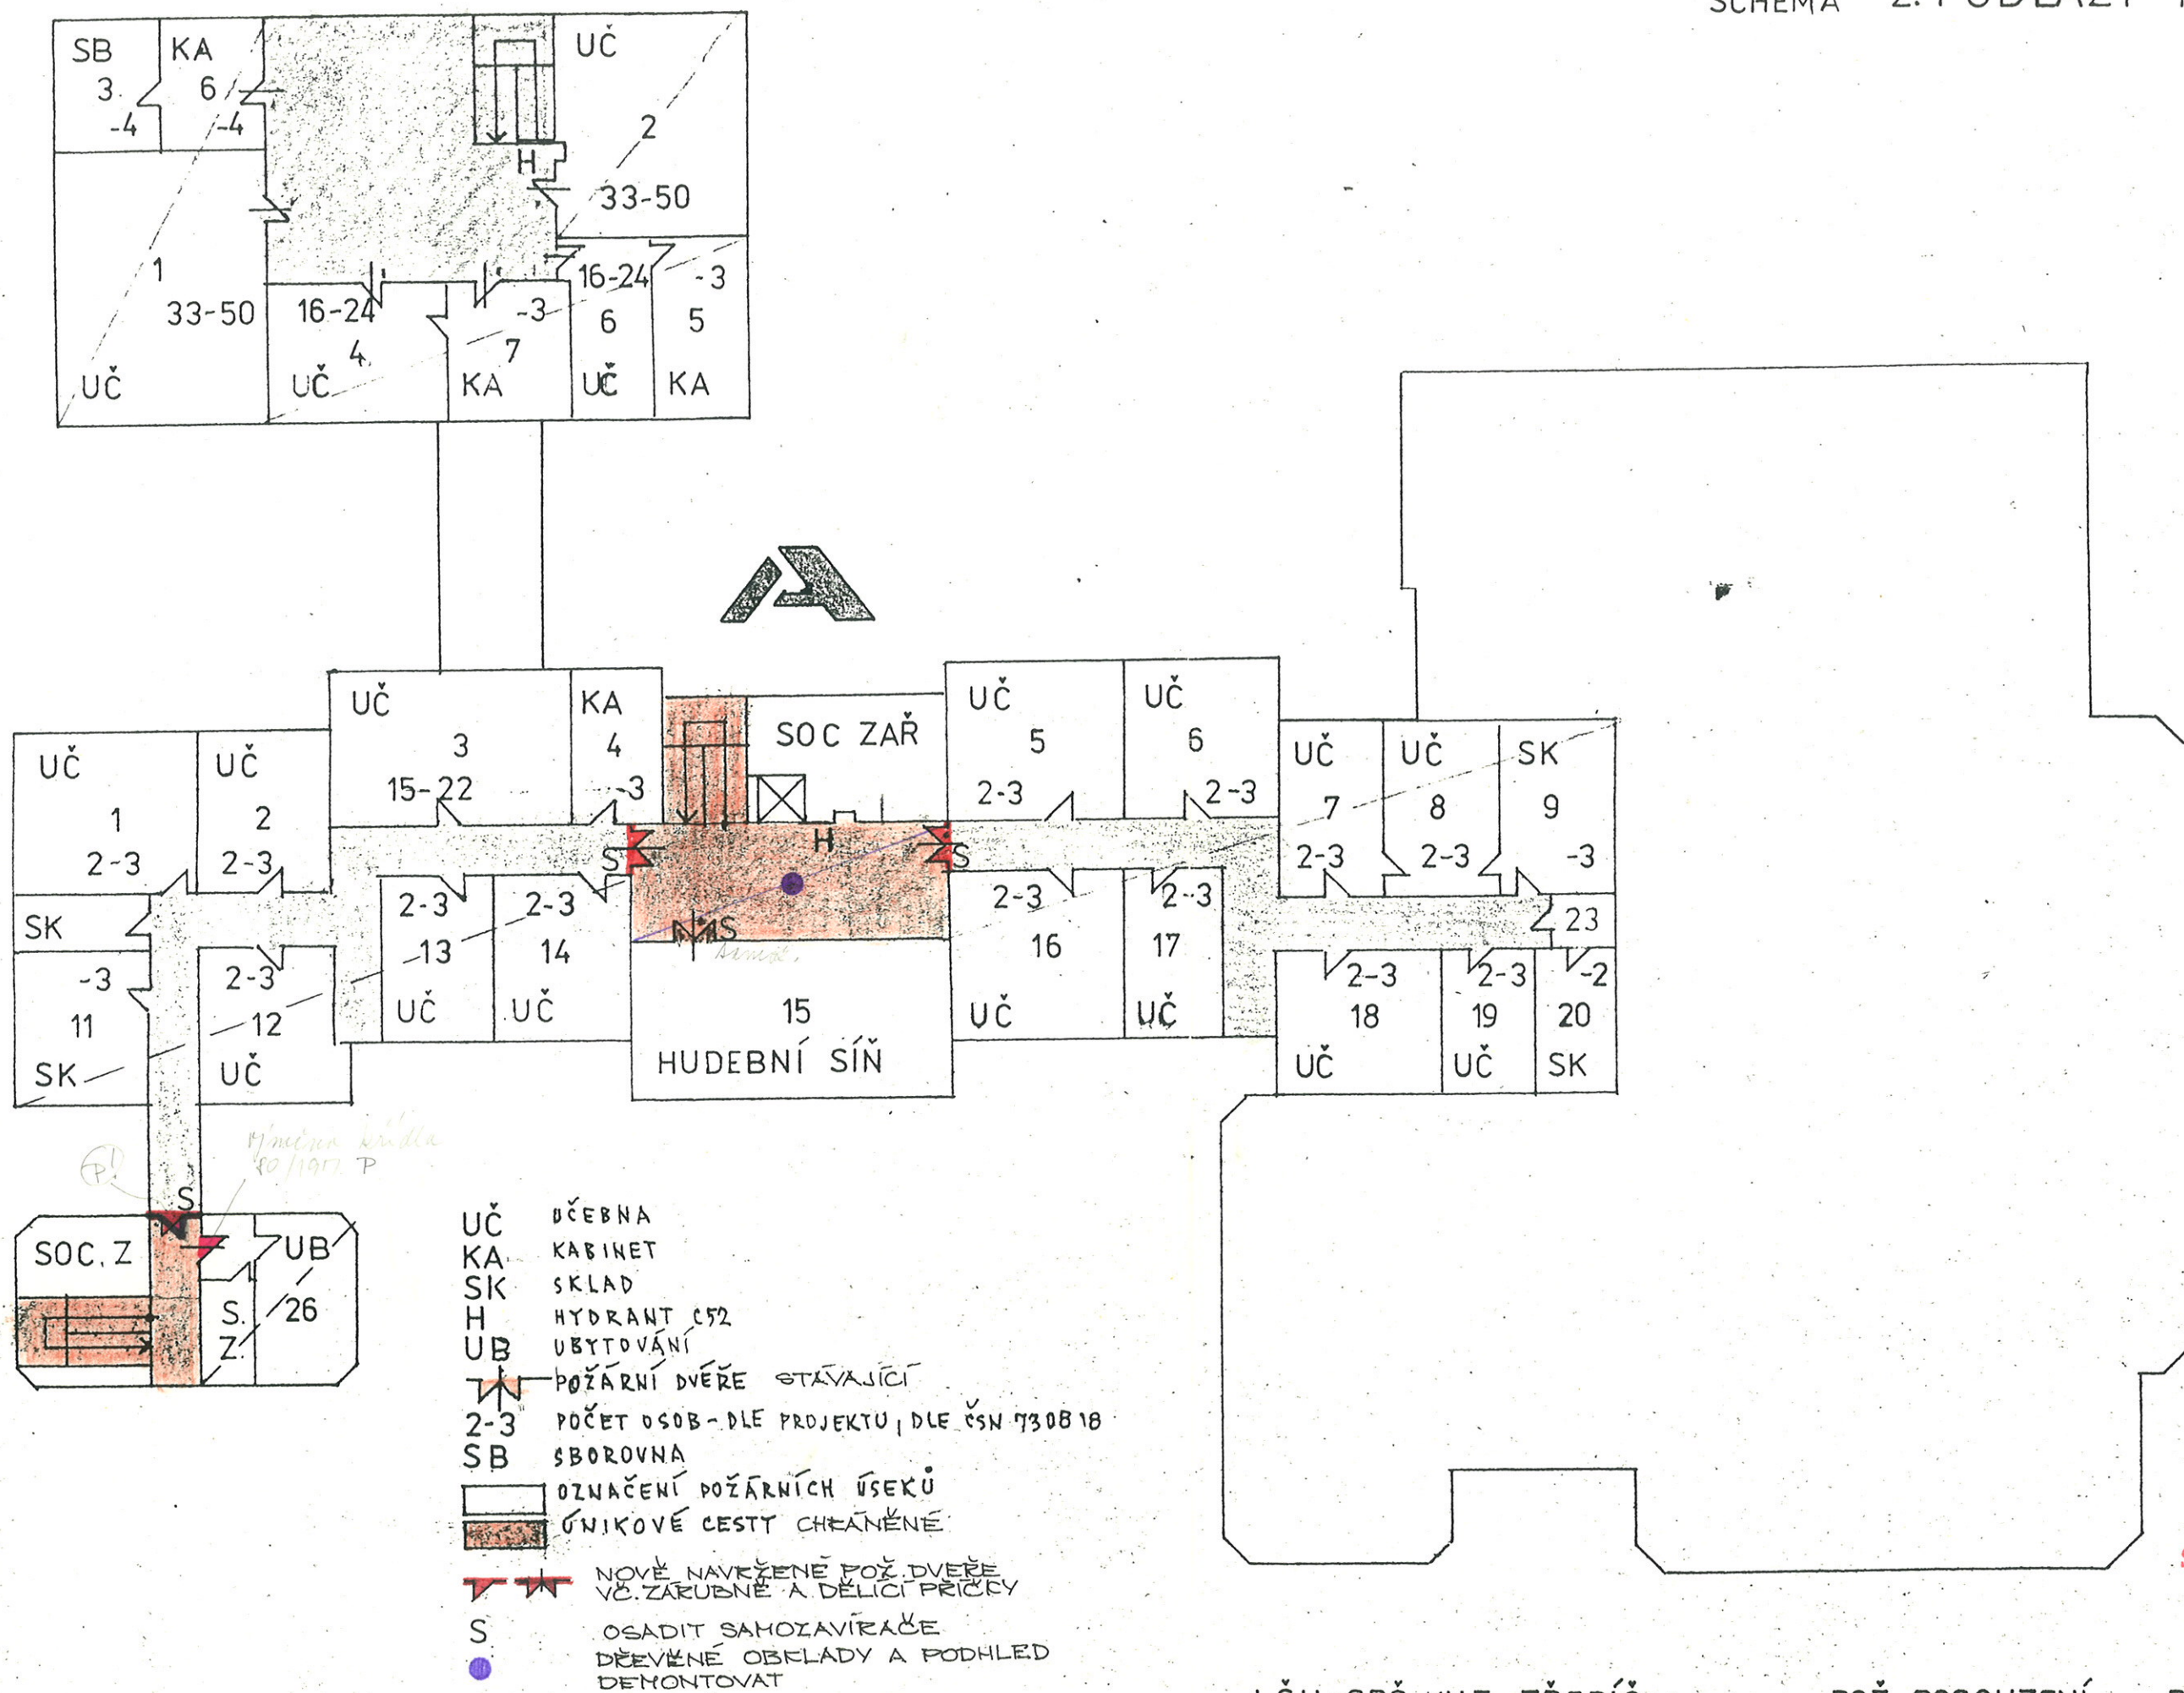 SCHEMA 2. PODLAŽÍ
SB
3
-4
KA
6
-4
UČ
2
33-50
H
1
33-50
UČ
16-24
4
UČ
-3
7
KA
16-24
6
UČ
-3
5
KA
UČ
1
2-3
UČ
2
2-3
UČ
3
15-22
KA
4
-3
SOC ZAŘ
UČ
5
2-3
UČ
6
2-3
UČ
7
2-3
UČ
8
2-3
SK
9
-3
S
H
S
S
SK
-3
11
SK
2-3
12
UČ
2-3
13
UČ
2-3
14
UČ
15
HUDEBNÍ SÍŇ
2-3
16
UČ
2-3
17
UČ
23
2-3
18
UČ
2-3
19
UČ
-2
20
SK
P!
P
S
SOC. Z
UB
26
S.
Z.
UČ UČEBNA
KA KABINET
SK SKLAD
H HYDRANT C52
UB UBYTOVÁNÍ
POŽÁRNÍ DVÉŘE STÁVAJÍCÍ
2-3 POČET OSOB - DLE PROJEKTU, DLE ČSN 730818
SB SBOROVNA
OZNAČENÍ POŽÁRNÍCH ÚSEKŮ
ÚNIKOVÉ CESTY CHRÁNĚNÉ
NOVĚ NAVRŽENÉ POŽ. DVEŘE
VČ. ZÁRUBNĚ A DĚLÍCÍ PŘÍČKY
S OSADIT SAMOZAVÍRAČE
DŘEVĚNÉ OBKLADY A PODHLED
DEMONTOVAT